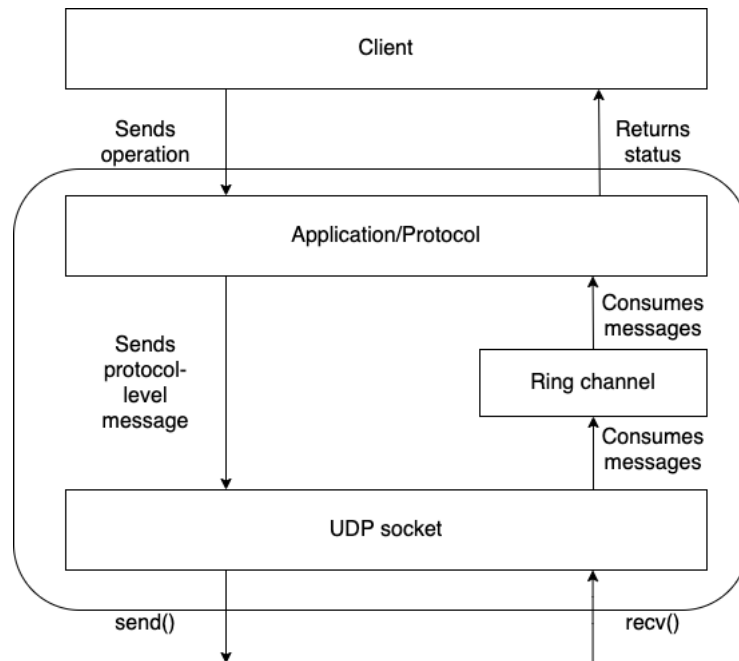 Client
Sends
operation
Returns
status
Application/Protocol
Consumes
messages
Sends
protocol-
level
message
Ring channel
Consumes
messages
UDP socket
send()
recv()